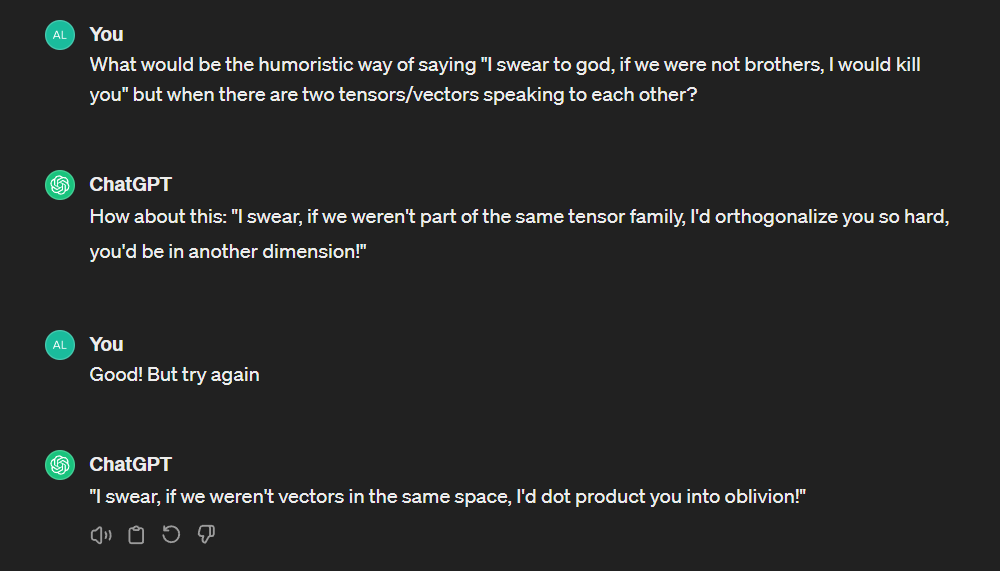 AL
You
What would be the humoristic way of saying "I swear to god, if we were not brothers, I would kill
you" but when there are two tensors/vectors speaking to each other?
ChatGPT
How about this: "I swear, if we weren't part of the same tensor family, I'd orthogonalize you so hard,
you'd be in another dimension!"
AL
You
Good! But try again
ChatGPT
"I swear, if we weren't vectors in the same space, I'd dot product you into oblivion!"